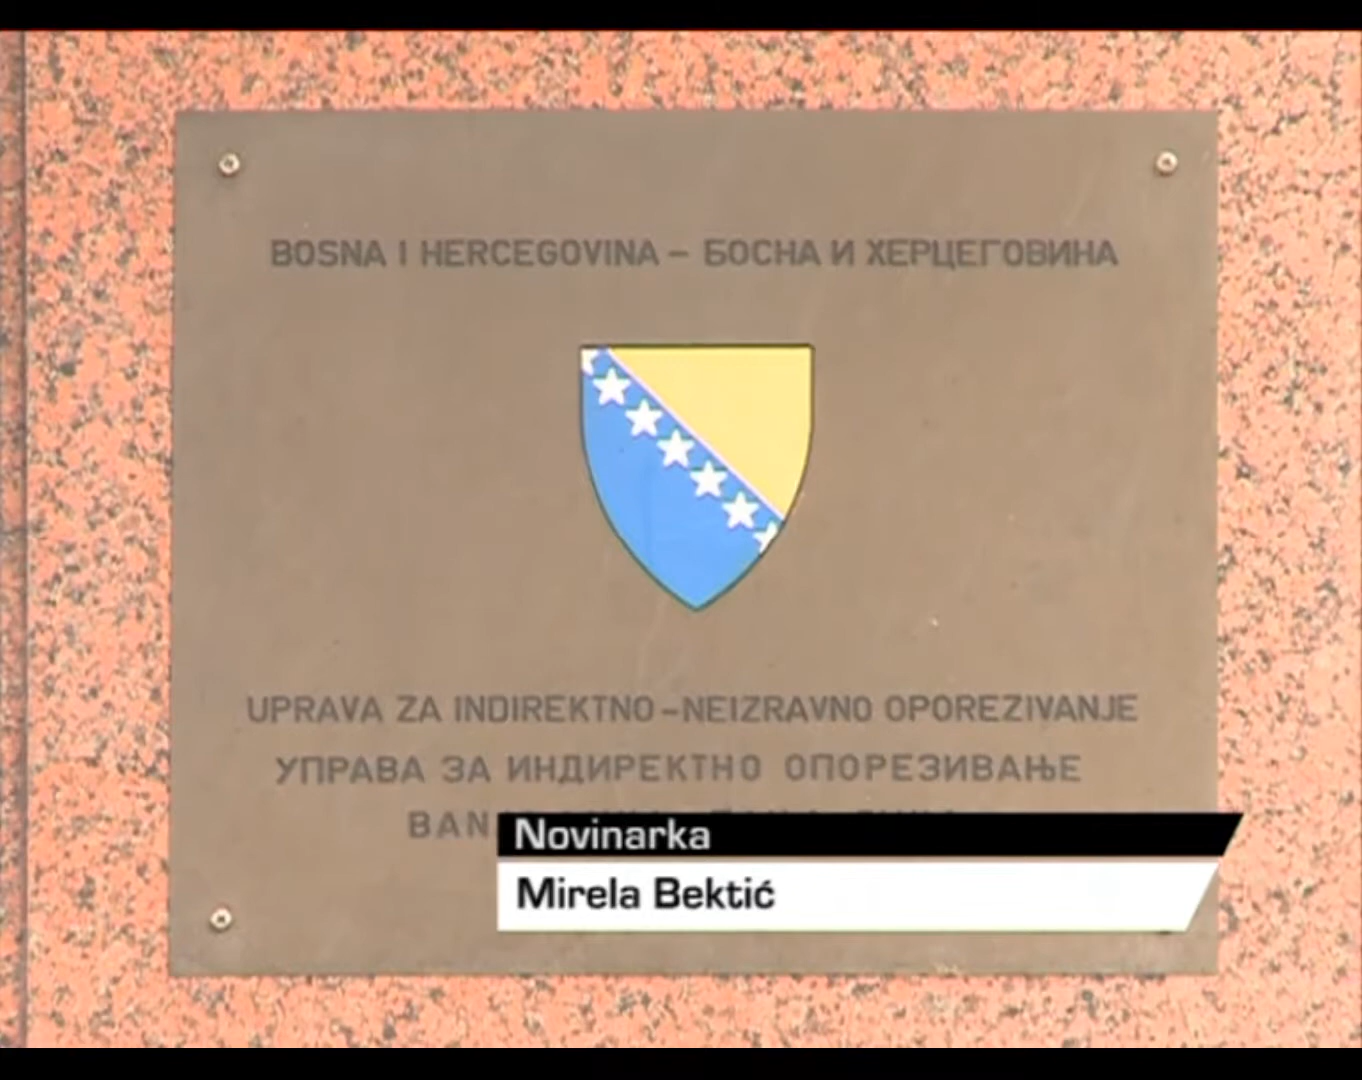 BOSNA I HERCEGOVINA – БОСНА И ХЕРЦЕГОВИНА
UPRAVA ZA INDIREKTNO–NEIZRAVNO OPOREZIVANJE
УПРАВА ЗА ИНДИРЕКТНО ОПОРЕЗИВАЊЕ
Novinarka
Mirela Bektić